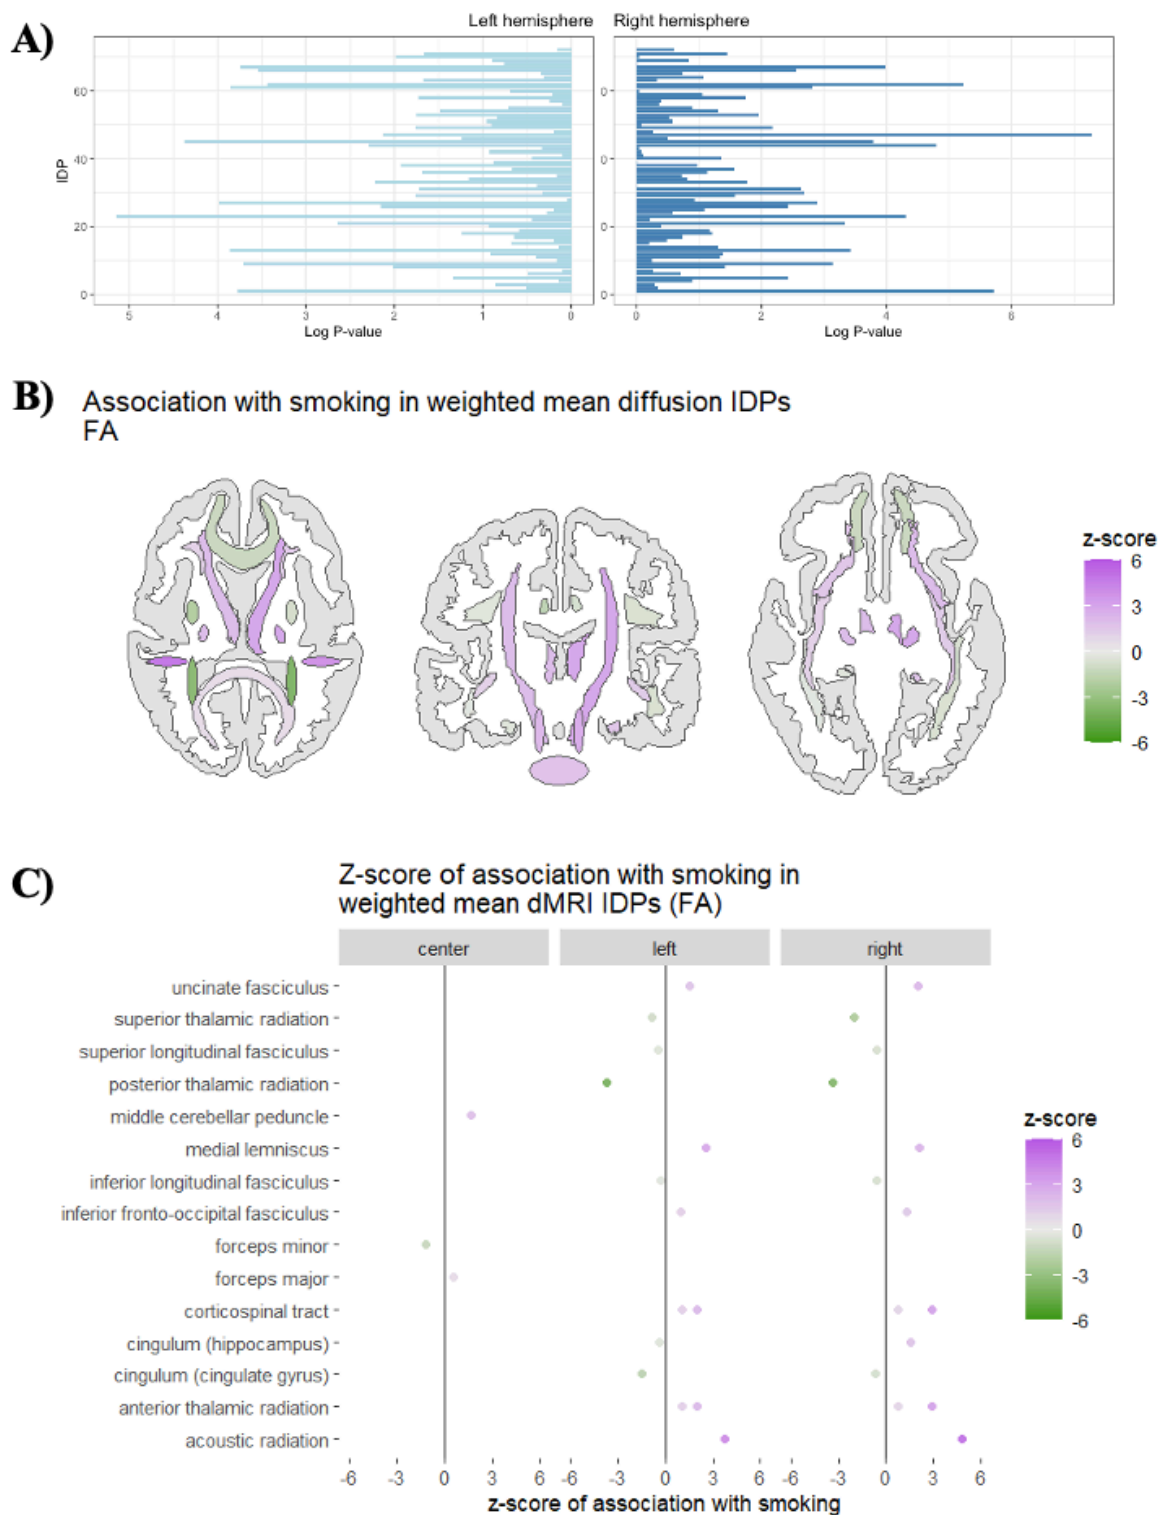 A)
Left hemisphere
Right hemisphere
IDP
60
40
20
0
0
0
0
0
5
4
3
2
1
0
Log P-value
0
2
4
6
Log P-value
B)
Association with smoking in weighted mean diffusion IDPs
FA
z-score
6
3
0
-3
-6
C)
Z-score of association with smoking in
weighted mean dMRI IDPs (FA)
center
left
right
uncinate fasciculus
superior thalamic radiation
superior longitudinal fasciculus
posterior thalamic radiation
middle cerebellar peduncle
medial lemniscus
inferior longitudinal fasciculus
inferior fronto-occipital fasciculus
forceps minor
forceps major
corticospinal tract
cingulum (hippocampus)
cingulum (cingulate gyrus)
anterior thalamic radiation
acoustic radiation
-6 -3 0 3 6
-6 -3 0 3 6
-6 -3 0 3 6
z-score of association with smoking
z-score
6
3
0
-3
-6